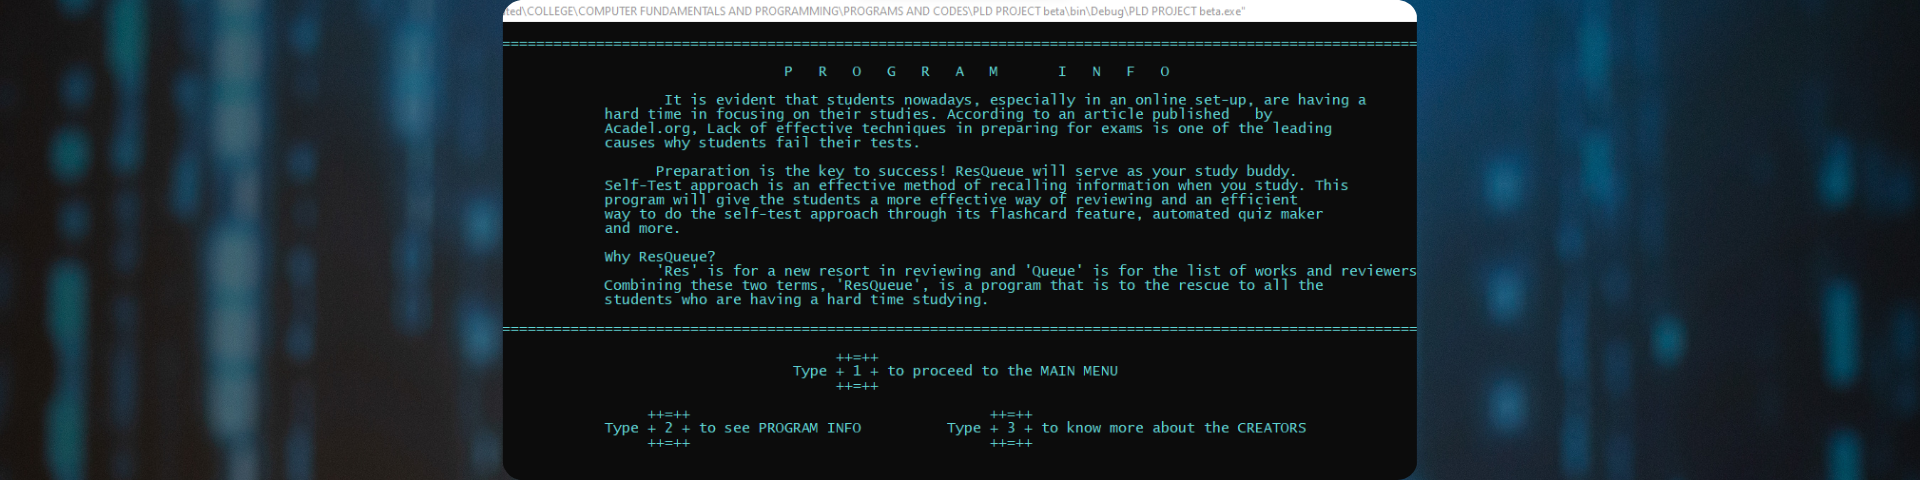 ted\COLLEGE\COMPUTER FUNDAMENTALS AND PROGRAMMING\PROGRAMS AND CODES\PLD PROJECT beta\bin\Debug\PLD PROJECT beta.exe"
P R O G R A M   I N F O
It is evident that students nowadays, especially in an online set-up, are having a
hard time in focusing on their studies. According to an article published   by
Acadel.org, Lack of effective techniques in preparing for exams is one of the leading
causes why students fail their tests.
Preparation is the key to success! ResQueue will serve as your study buddy.
Self-Test approach is an effective method of recalling information when you study. This
program will give the students a more effective way of reviewing and an efficient
way to do the self-test approach through its flashcard feature, automated quiz maker
and more.
Why ResQueue?
'Res' is for a new resort in reviewing and 'Queue' is for the list of works and reviewers
Combining these two terms, 'ResQueue', is a program that is to the rescue to all the
students who are having a hard time studying.
++=++
Type + 1 + to proceed to the MAIN MENU
++=++
++=++ ++=++
Type + 2 + to see PROGRAM INFO Type + 3 + to know more about the CREATORS
++=++ ++=++